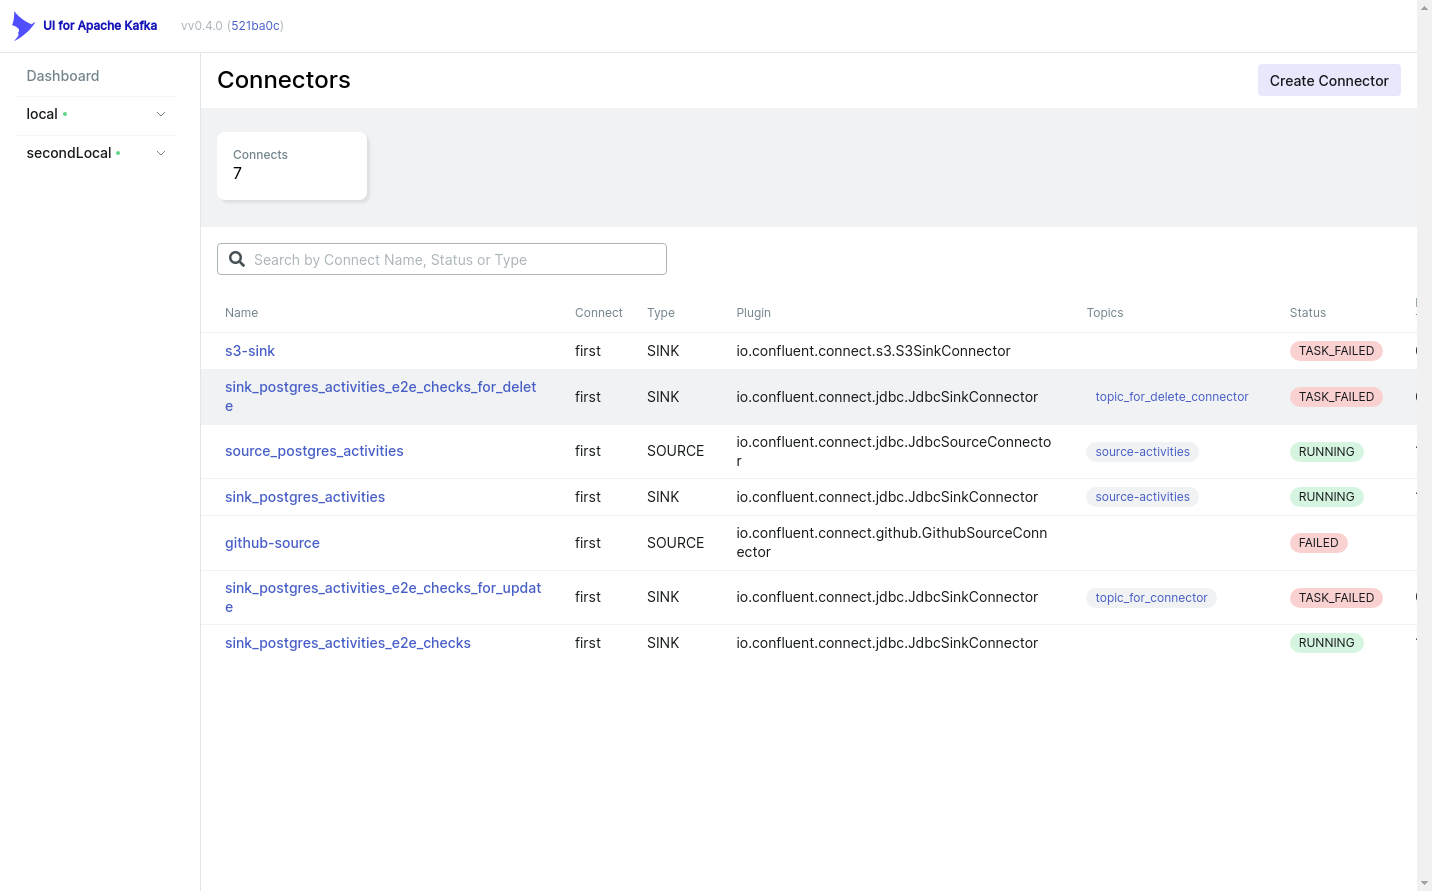 UI for Apache Kafka vv0.4.0 (521ba0c)
Dashboard
local
secondLocal
Connectors
Create Connector
Connects
7
Search by Connect Name, Status or Type
Name Connect Type Plugin Topics Status
s3-sink first SINK io.confluent.connect.s3.S3SinkConnector TASK_FAILED
sink_postgres_activities_e2e_checks_for_delet
e
first SINK io.confluent.connect.jdbc.JdbcSinkConnector topic_for_delete_connector TASK_FAILED
source_postgres_activities first SOURCE
io.confluent.connect.jdbc.JdbcSourceConnecto
r
source-activities RUNNING
sink_postgres_activities first SINK io.confluent.connect.jdbc.JdbcSinkConnector source-activities RUNNING
github-source first SOURCE
io.confluent.connect.github.GithubSourceConn
ector
FAILED
sink_postgres_activities_e2e_checks_for_updat
e
first SINK io.confluent.connect.jdbc.JdbcSinkConnector topic_for_connector TASK_FAILED
sink_postgres_activities_e2e_checks first SINK io.confluent.connect.jdbc.JdbcSinkConnector RUNNING